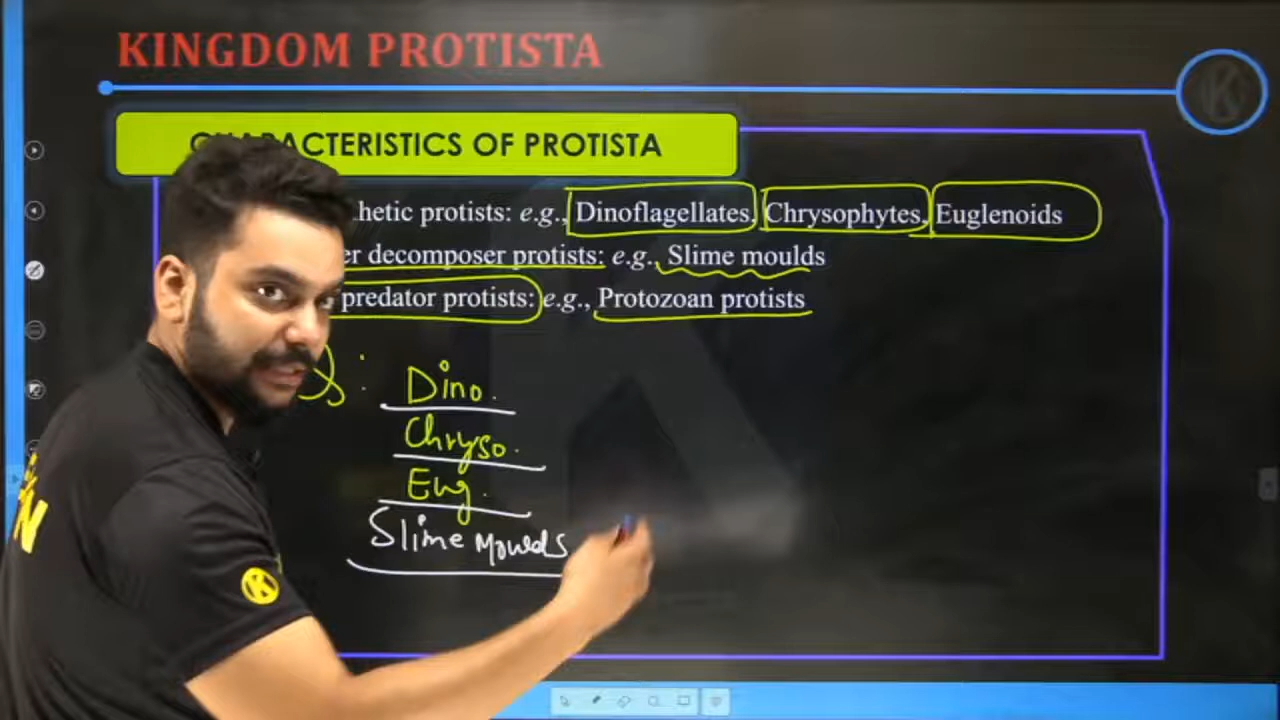 KINGDOM PROTISTA
CHARACTERISTICS OF PROTISTA
hetic protists: e.g., Dinoflagellates, Chrysophytes, Euglenoids
er decomposer protists: e.g., Slime moulds
predator protists: e.g., Protozoan protists
Dino.
Chryso.
Eug.
Slime Moulds
K
N
K